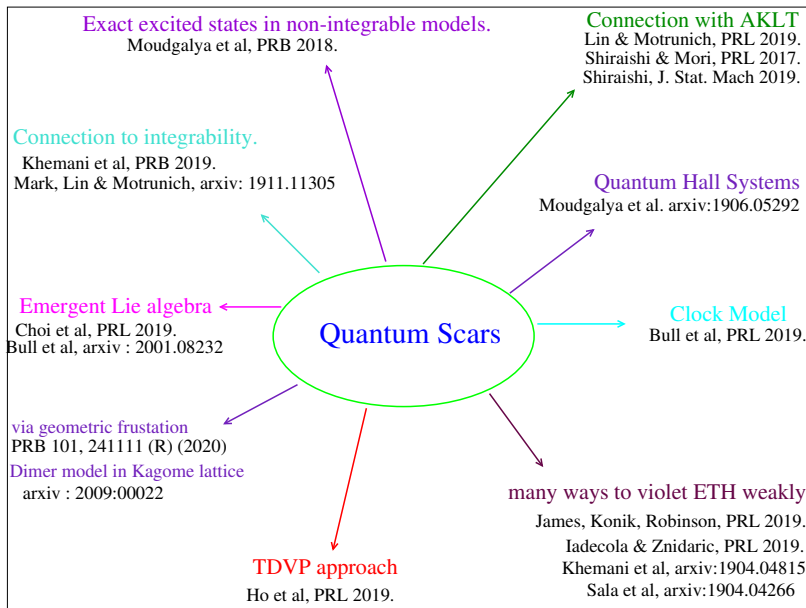 Exact excited states in non-integrable models.
Moudgalya et al, PRB 2018.
Connection with AKLT
Lin & Motrunich, PRL 2019.
Shiraishi & Mori, PRL 2017.
Shiraishi, J. Stat. Mach 2019.
Connection to integrability.
Khemani et al, PRB 2019.
Mark, Lin & Motrunich, arxiv: 1911.11305
Quantum Hall Systems
Moudgalya et al. arxiv:1906.05292
Emergent Lie algebra
Choi et al, PRL 2019.
Bull et al, arxiv : 2001.08232
Quantum Scars
Clock Model
Bull et al, PRL 2019.
via geometric frustation
PRB 101, 241111 (R) (2020)
Dimer model in Kagome lattice
arxiv : 2009:00022
TDVP approach
Ho et al, PRL 2019.
many ways to violet ETH weakly
James, Konik, Robinson, PRL 2019.
Iadecola & Znidaric, PRL 2019.
Khemani et al, arxiv:1904.04815
Sala et al, arxiv:1904.04266